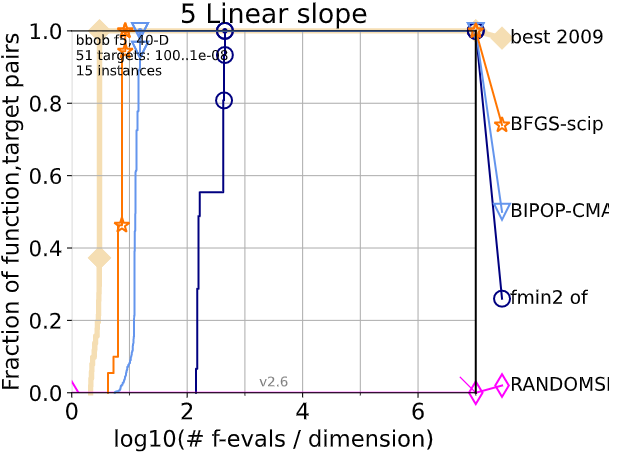 5 Linear slope
bbob f5, 40-D
51 targets: 100..1e-08
15 instances
Fraction of function,target pairs
1.0
0.8
0.6
0.4
0.2
0.0
0
2
4
6
log10(# f-evals / dimension)
v2.6
best 2009
BFGS-scip
BIPOP-CMA
fmin2 of
RANDOMSE